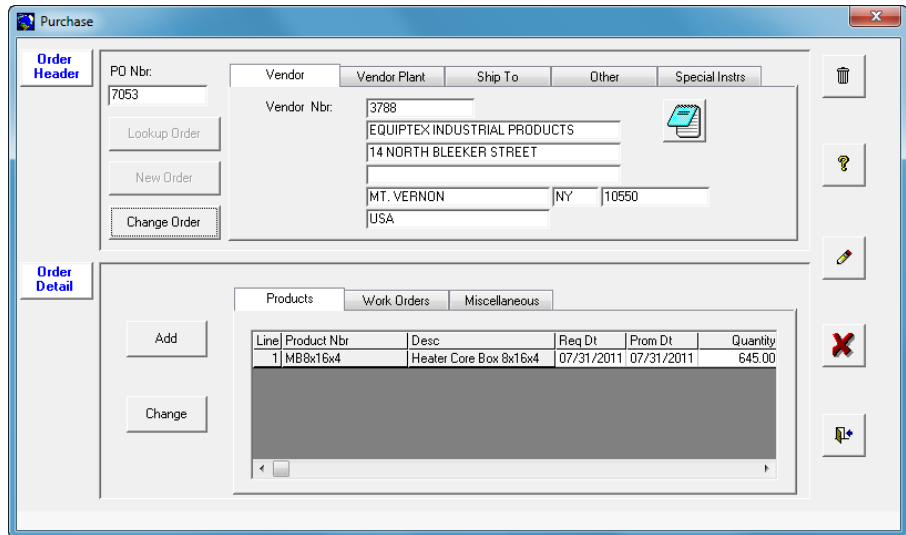 Purchase
Order Header
PO Nbr:
7053
Lookup Order
New Order
Change Order
Vendor Vendor Plant Ship To Other Special Instrs
Vendor Nbr: 3788
EQUIPTEX INDUSTRIAL PRODUCTS
14 NORTH BLEEKER STREET
MT. VERNON NY 10550
USA
Order Detail
Add
Change
Products Work Orders Miscellaneous
Line Product Nbr Desc Req Dt Prom Dt Quantity
1 MB8x16x4 Heater Core Box 8x16x4 07/31/2011 07/31/2011 645.00